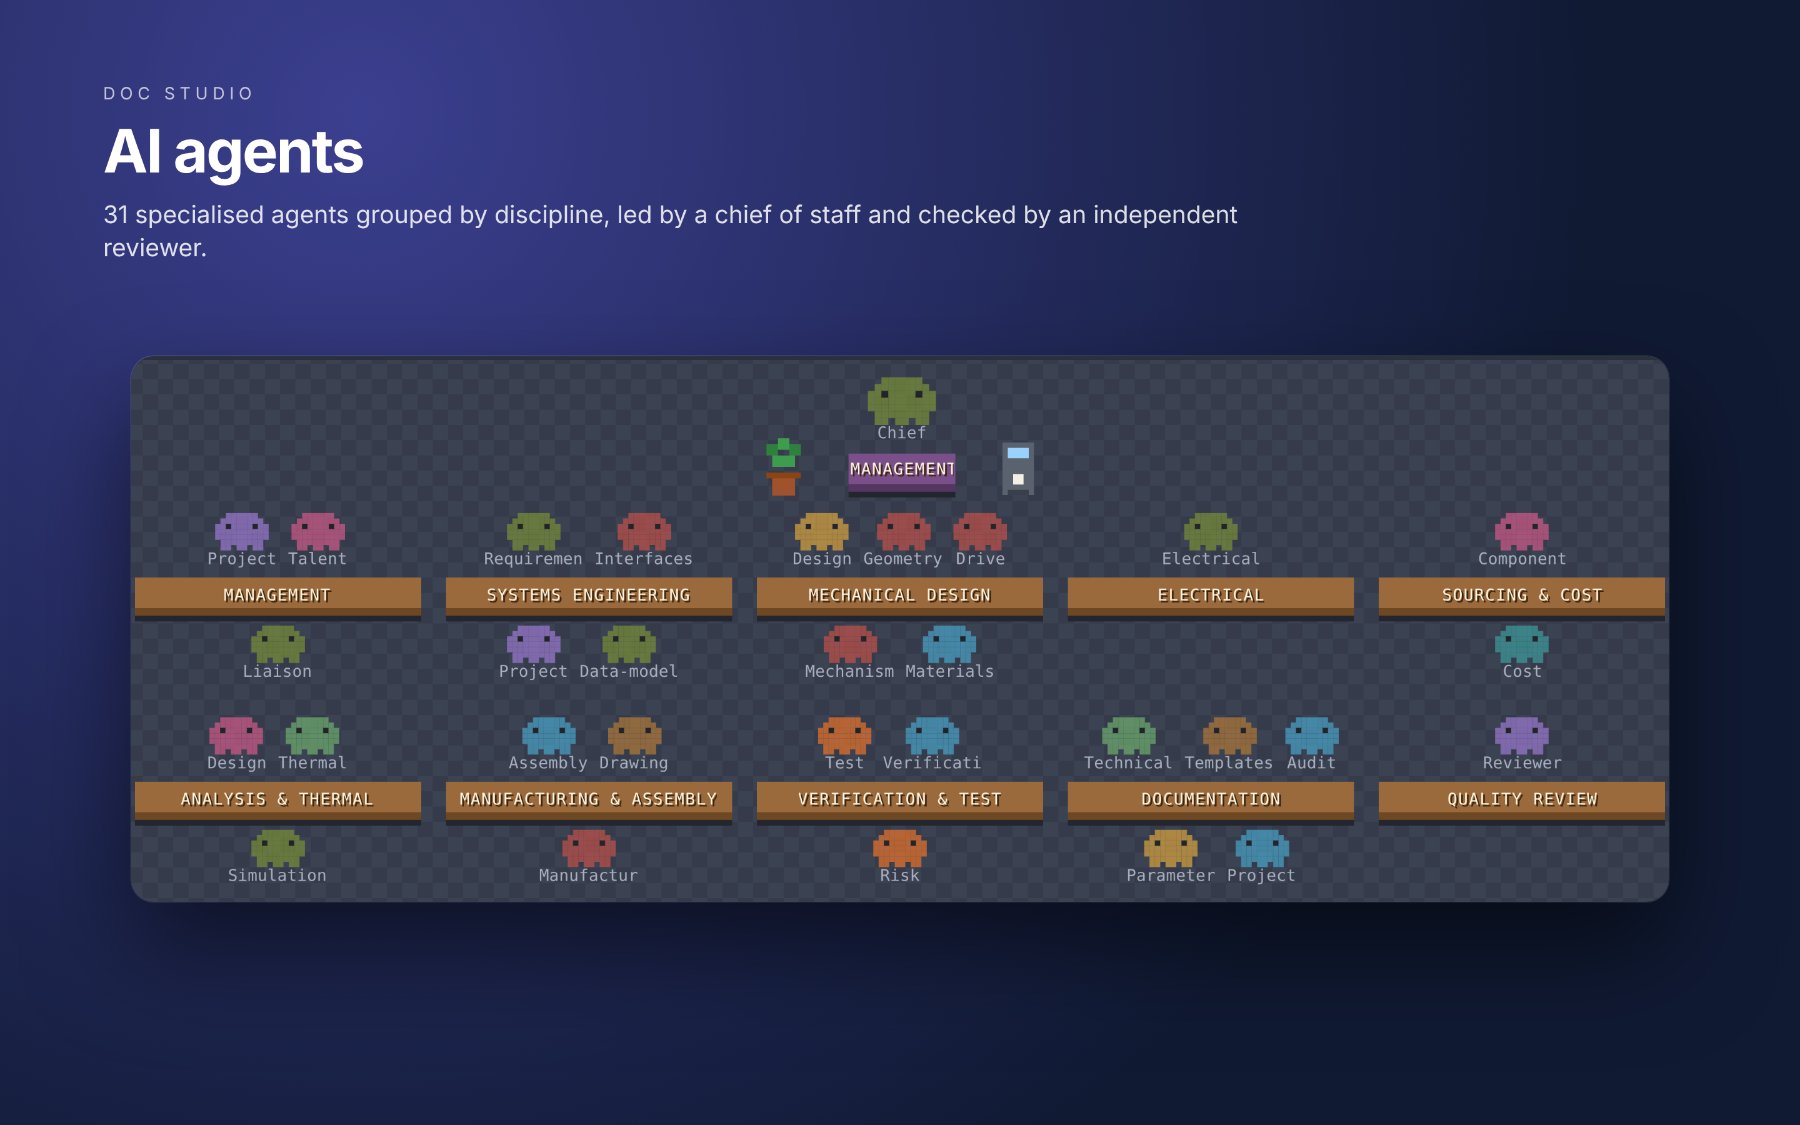 DOC STUDIO
AI agents
31 specialised agents grouped by discipline, led by a chief of staff and checked by an independent
reviewer.
Chief
MANAGEMENT
Project Talent
Requiremen Interfaces
Design Geometry Drive
Electrical
Component
MANAGEMENT
SYSTEMS ENGINEERING
MECHANICAL DESIGN
ELECTRICAL
SOURCING & COST
Liaison
Project Data-model
Mechanism Materials
Cost
Design Thermal
Assembly Drawing
Test Verificati
Technical Templates Audit
Reviewer
ANALYSIS & THERMAL
MANUFACTURING & ASSEMBLY
VERIFICATION & TEST
DOCUMENTATION
QUALITY REVIEW
Simulation
Manufactur
Risk
Parameter Project